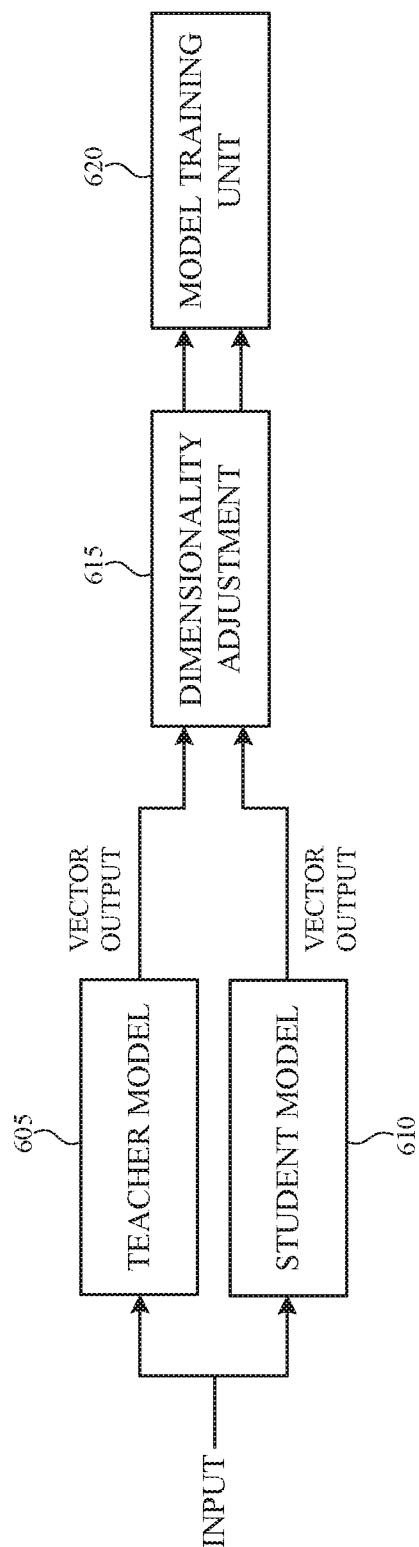 INPUT
605
TEACHER MODEL
STUDENT MODEL
610
VECTOR
OUTPUT
VECTOR
OUTPUT
615
DIMENSIONALITY
ADJUSTMENT
620
MODEL TRAINING
UNIT